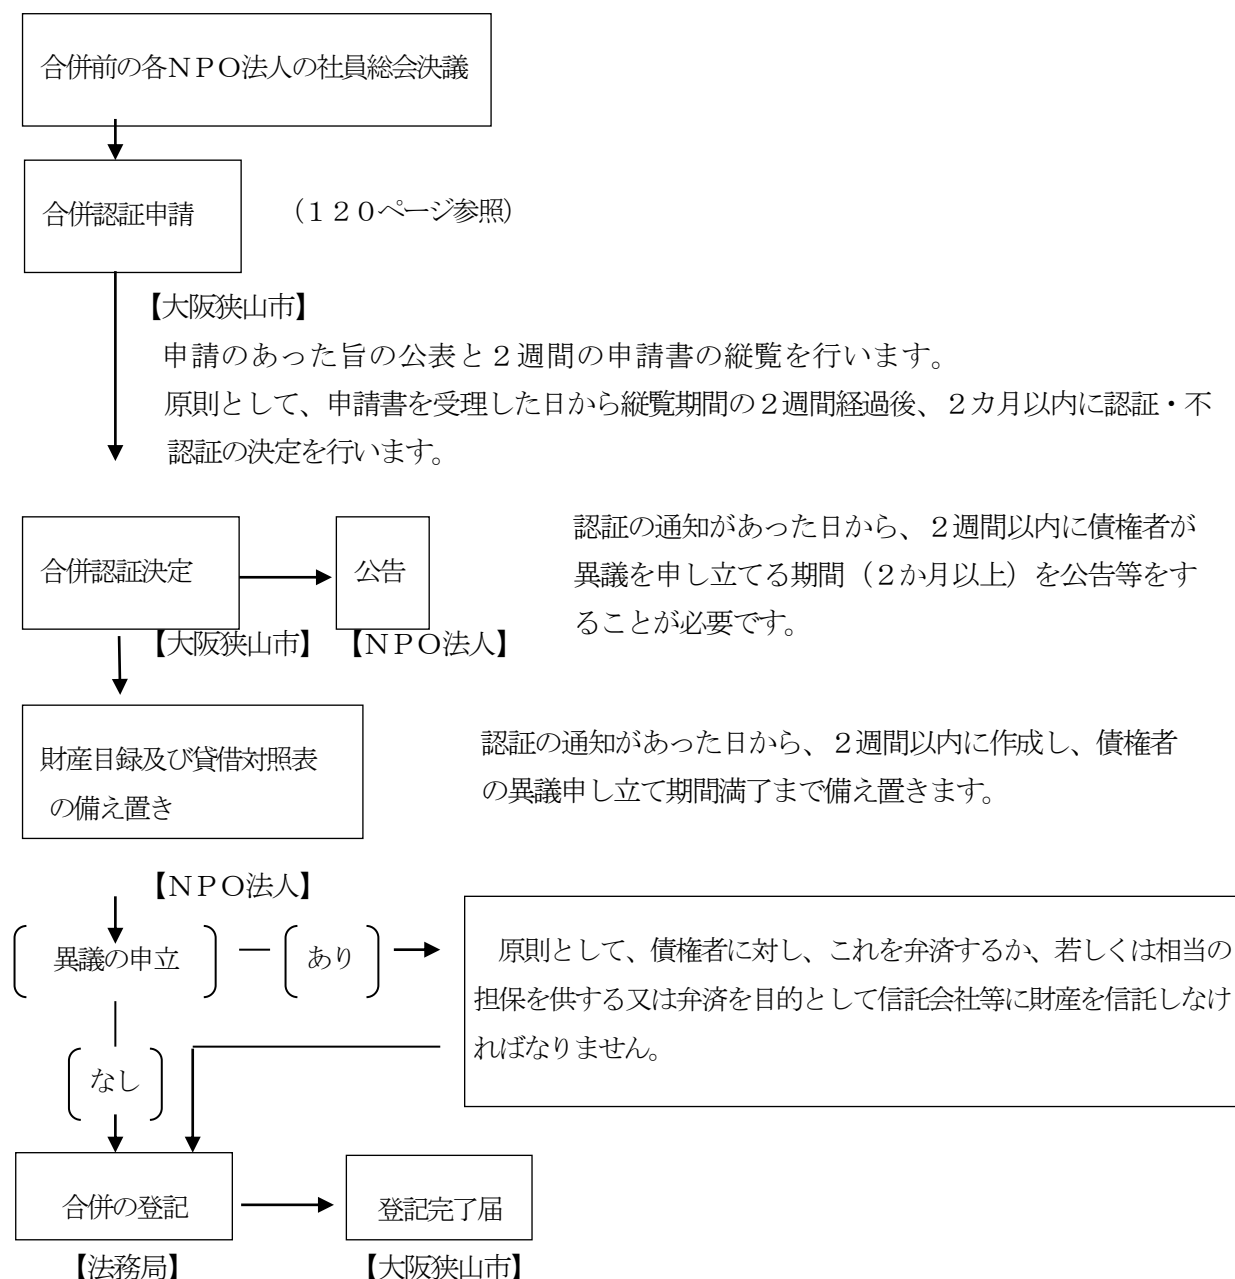 合併前の各ＮＰＯ法人の社員総会決議
合併認証申請
（１２０ページ参照）
【大阪狭山市】
申請のあった旨の公表と２週間の申請書の縦覧を行います。
原則として、申請書を受理した日から縦覧期間の２週間経過後、２カ月以内に認証・不
認証の決定を行います。
合併認証決定
公告
認証の通知があった日から、２週間以内に債権者が
異議を申し立てる期間（２か月以上）を公告等をす
ることが必要です。
【大阪狭山市】
【ＮＰＯ法人】
財産目録及び貸借対照表
の備え置き
認証の通知があった日から、２週間以内に作成し、債権者
の異議申し立て期間満了まで備え置きます。
【ＮＰＯ法人】
異議の申立
あり
原則として、債権者に対し、これを弁済するか、若しくは相当の
担保を供する又は弁済を目的として信託会社等に財産を信託しなけ
ればなりません。
なし
合併の登記
登記完了届
【法務局】
【大阪狭山市】